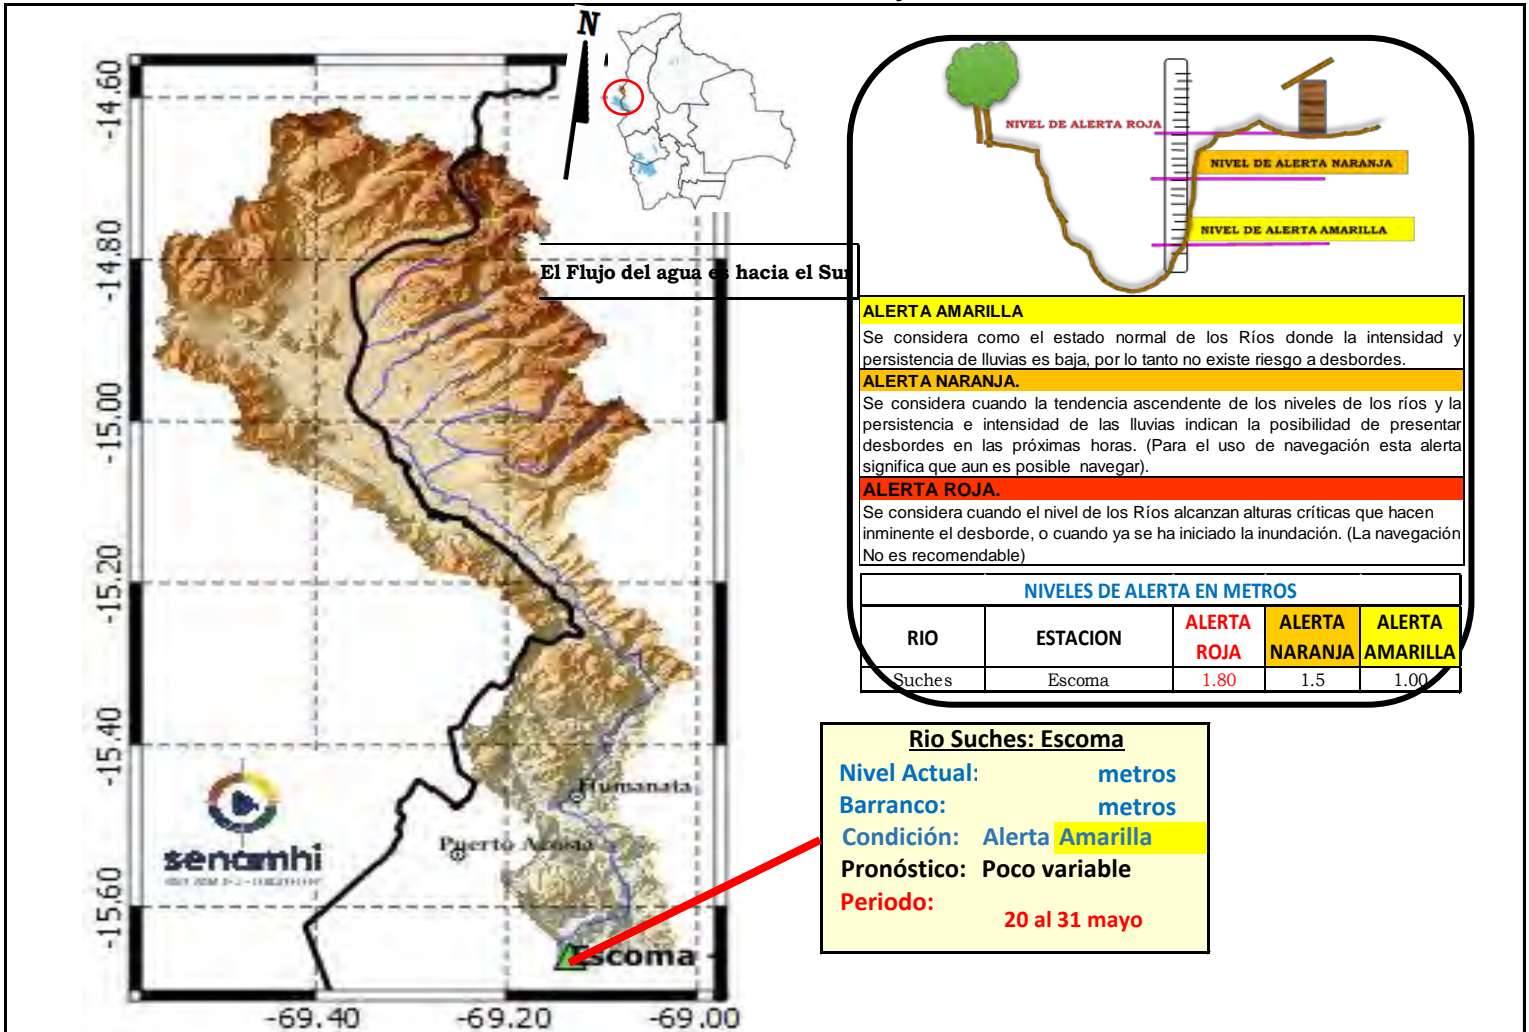 N
-14.60
-14.80
-15.00
-15.20
-15.40
-15.60
-69.40
-69.20
-69.00
El Flujo del agua es hacia el Sur
Humanata
Puerto Acosta
Escoma
senamhi
NIVEL DE ALERTA ROJA
NIVEL DE ALERTA NARANJA
NIVEL DE ALERTA AMARILLA
ALERTA AMARILLA
Se considera como el estado normal de los Ríos donde la intensidad y
persistencia de lluvias es baja, por lo tanto no existe riesgo a desbordes.
ALERTA NARANJA.
Se considera cuando la tendencia ascendente de los niveles de los ríos y la
persistencia e intensidad de las lluvias indican la posibilidad de presentar
desbordes en las próximas horas. (Para el uso de navegación esta alerta
significa que aun es posible navegar).
ALERTA ROJA.
Se considera cuando el nivel de los Ríos alcanzan alturas críticas que hacen
inminente el desborde, o cuando ya se ha iniciado la inundación. (La navegación
No es recomendable)
NIVELES DE ALERTA EN METROS
RIO ESTACION ALERTA ROJA ALERTA NARANJA ALERTA AMARILLA
Suches Escoma 1.80 1.5 1.00
Rio Suches: Escoma
Nivel Actual: metros
Barranco: metros
Condición: Alerta Amarilla
Pronóstico: Poco variable
Periodo:
20 al 31 mayo